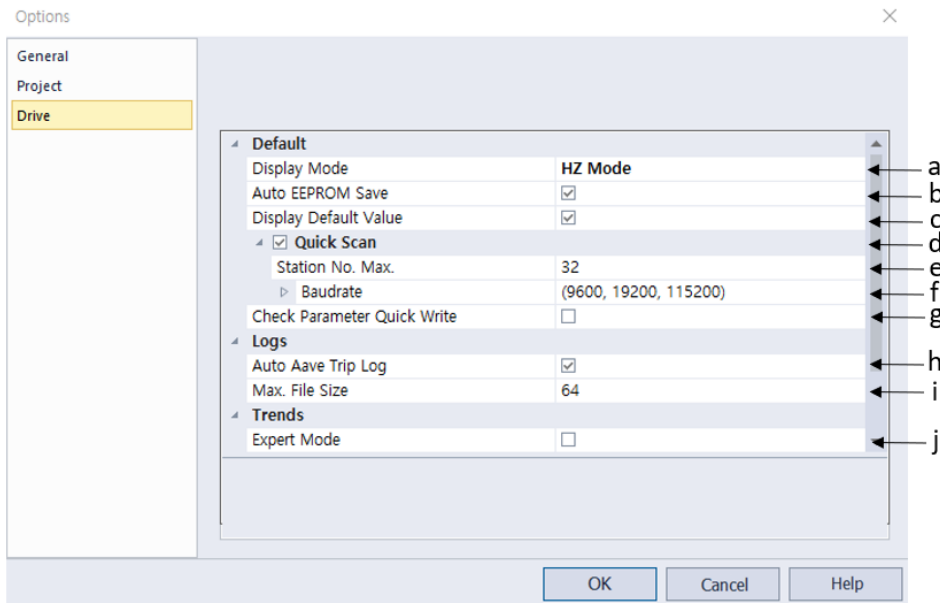 Options
General
Project
Drive
Default
Display Mode HZ Mode a
Auto EEPROM Save b
Display Default Value c
Quick Scan d
Station No. Max. 32 e
Baudrate (9600, 19200, 115200) f
Check Parameter Quick Write g
Logs
Auto Aave Trip Log h
Max. File Size 64 i
Trends
Expert Mode j
OK Cancel Help